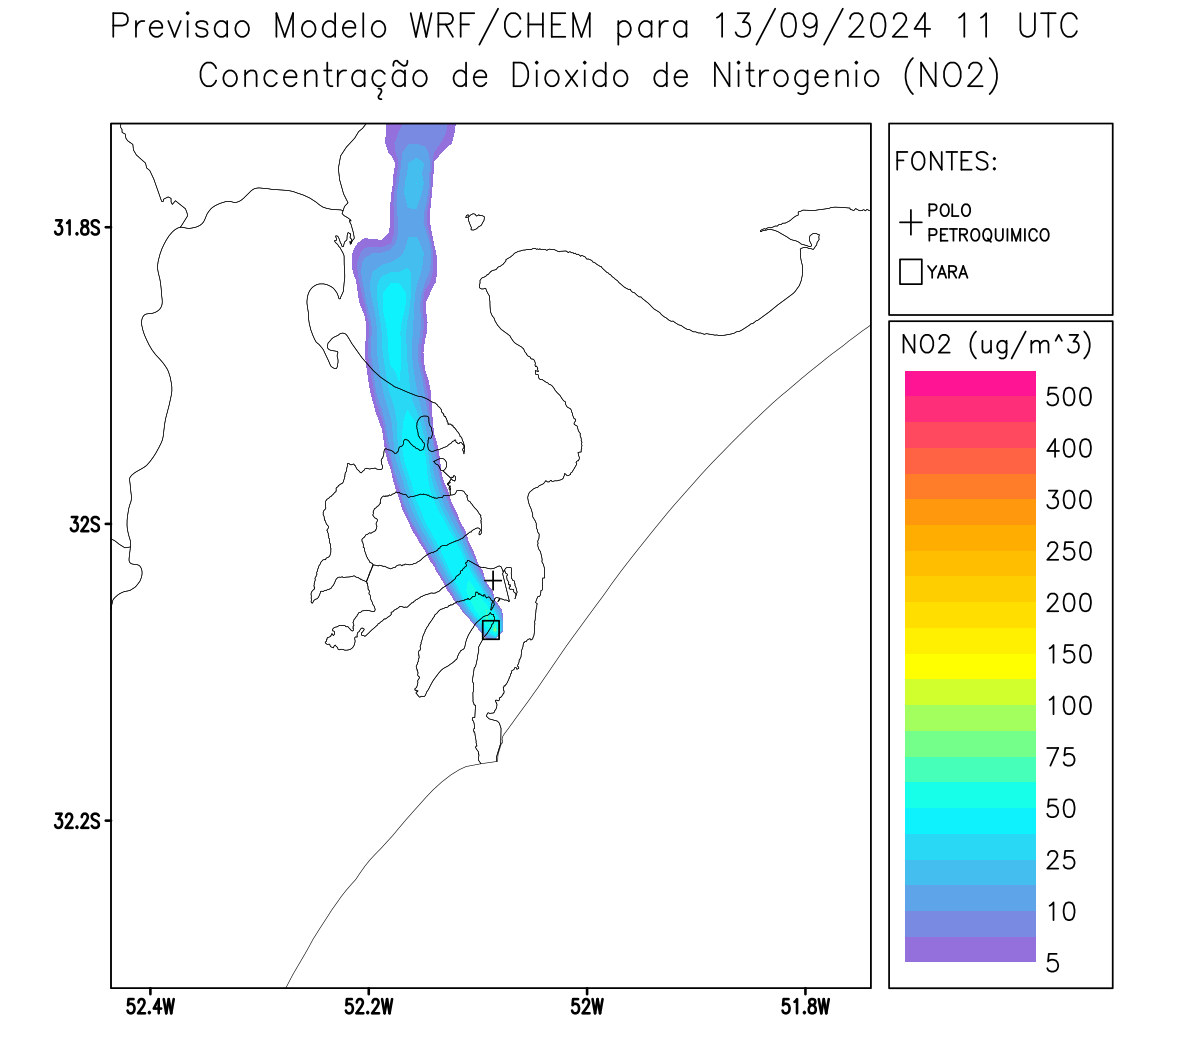 Previsao Modelo WRF/CHEM para 13/09/2024 11 UTC
Concentração de Dioxido de Nitrogenio (NO2)
FONTES:
POLO
PETROQUIMICO
YARA
NO2 (ug/m^3)
500
400
300
250
200
150
100
75
50
25
10
5
31.8S
32S
32.2S
52.4W
52.2W
52W
51.8W